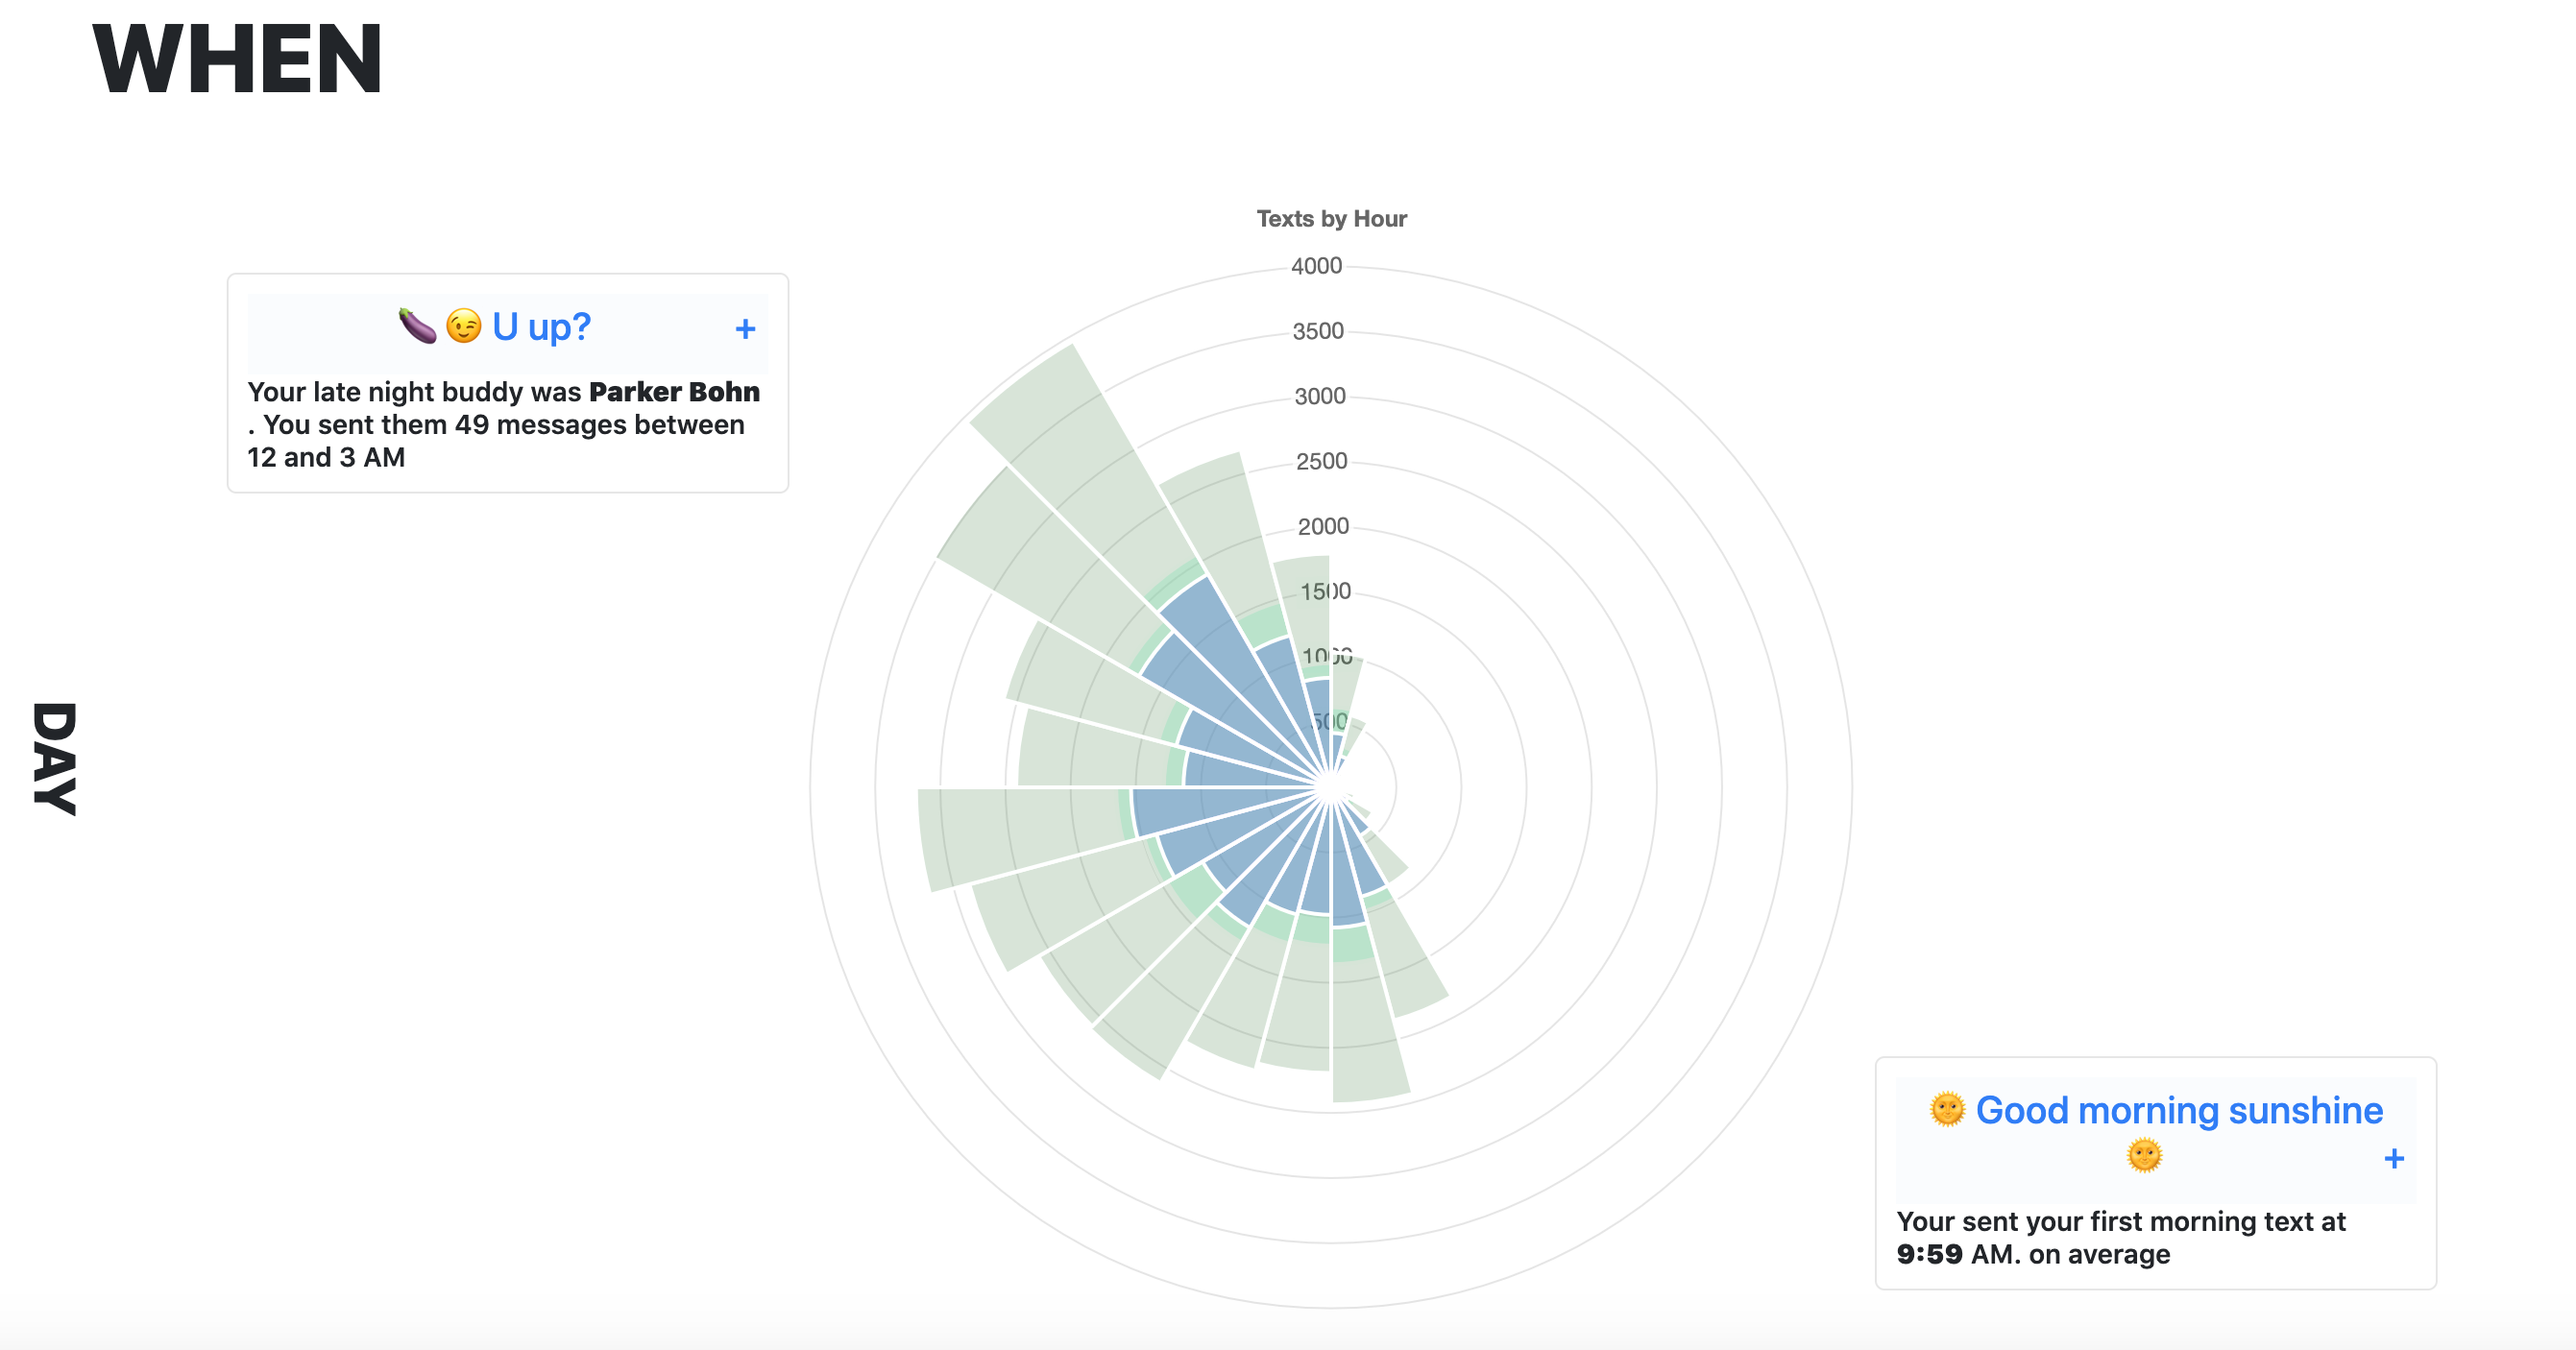 WHEN
Texts by Hour
4000
3500
3000
2500
2000
1500
1000
500
🍆😉 U up? +
Your late night buddy was Parker Bohn
. You sent them 49 messages between
12 and 3 AM
DAY
🌞 Good morning sunshine
🌞 +
Your sent your first morning text at
9:59 AM. on average